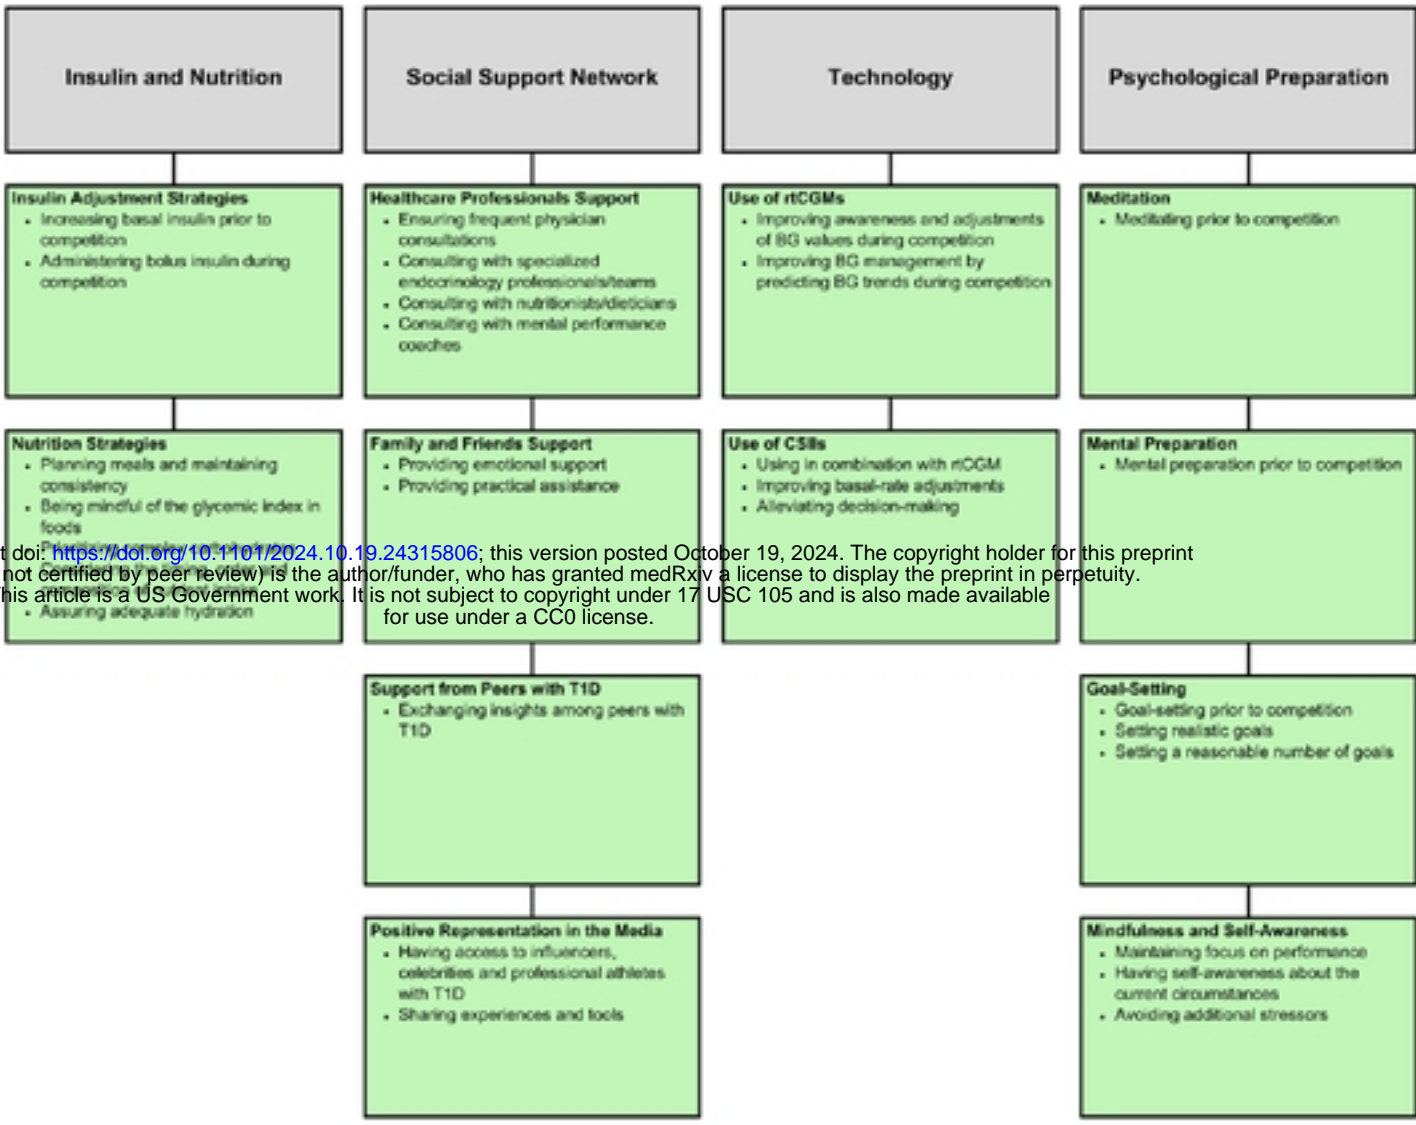 Insulin and Nutrition
Insulin Adjustment Strategies
• Increasing basal insulin prior to
competition
• Administering bolus insulin during
competition
Nutrition Strategies
• Planning meals and maintaining
consistency
• Being mindful of the glycemic index in
foods
• Assuring adequate hydration
Social Support Network
Healthcare Professionals Support
• Ensuring frequent physician
consultations
• Consulting with specialized
endocrinology professionals/teams
• Consulting with nutritionists/dieticians
• Consulting with mental performance
coaches
Family and Friends Support
• Providing emotional support
• Providing practical assistance
Support from Peers with T1D
• Exchanging insights among peers with
T1D
Positive Representation in the Media
• Having access to influencers,
celebrities and professional athletes
with T1D
• Sharing experiences and tools
Technology
Use of rtCGMs
• Improving awareness and adjustments
of BG values during competition
• Improving BG management by
predicting BG trends during competition
Use of CSIIs
• Using in combination with rtCGM
• Improving basal-rate adjustments
• Alleviating decision-making
Psychological Preparation
Meditation
• Meditating prior to competition
Mental Preparation
• Mental preparation prior to competition
Goal-Setting
• Goal-setting prior to competition
• Setting realistic goals
• Setting a reasonable number of goals
Mindfulness and Self-Awareness
• Maintaining focus on performance
• Having self-awareness about the
current circumstances
• Avoiding additional stressors
t doi: https://doi.org/10.1101/2024.10.19.24315806; this version posted October 19, 2024. The copyright holder for this preprint
not certified by peer review) is the author/funder, who has granted medRxiv a license to display the preprint in perpetuity.
his article is a US Government work. It is not subject to copyright under 17 USC 105 and is also made available
for use under a CC0 license.